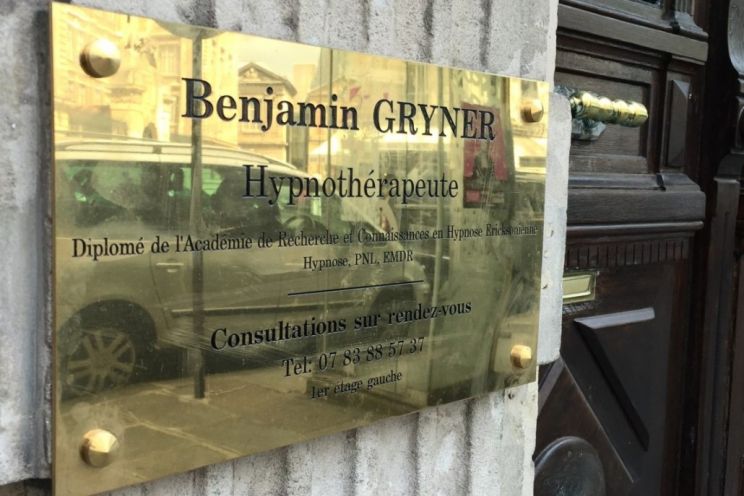 Benjamin GRYNER
Hypnothérapeute
Diplomé de l'Académie de Recherche et Connaissances en Hypnose Ericksonienne
Hypnose, PNL, EMDR
Consultations sur rendez-vous
Tel: 07 83 88 57 37
1er étage gauche